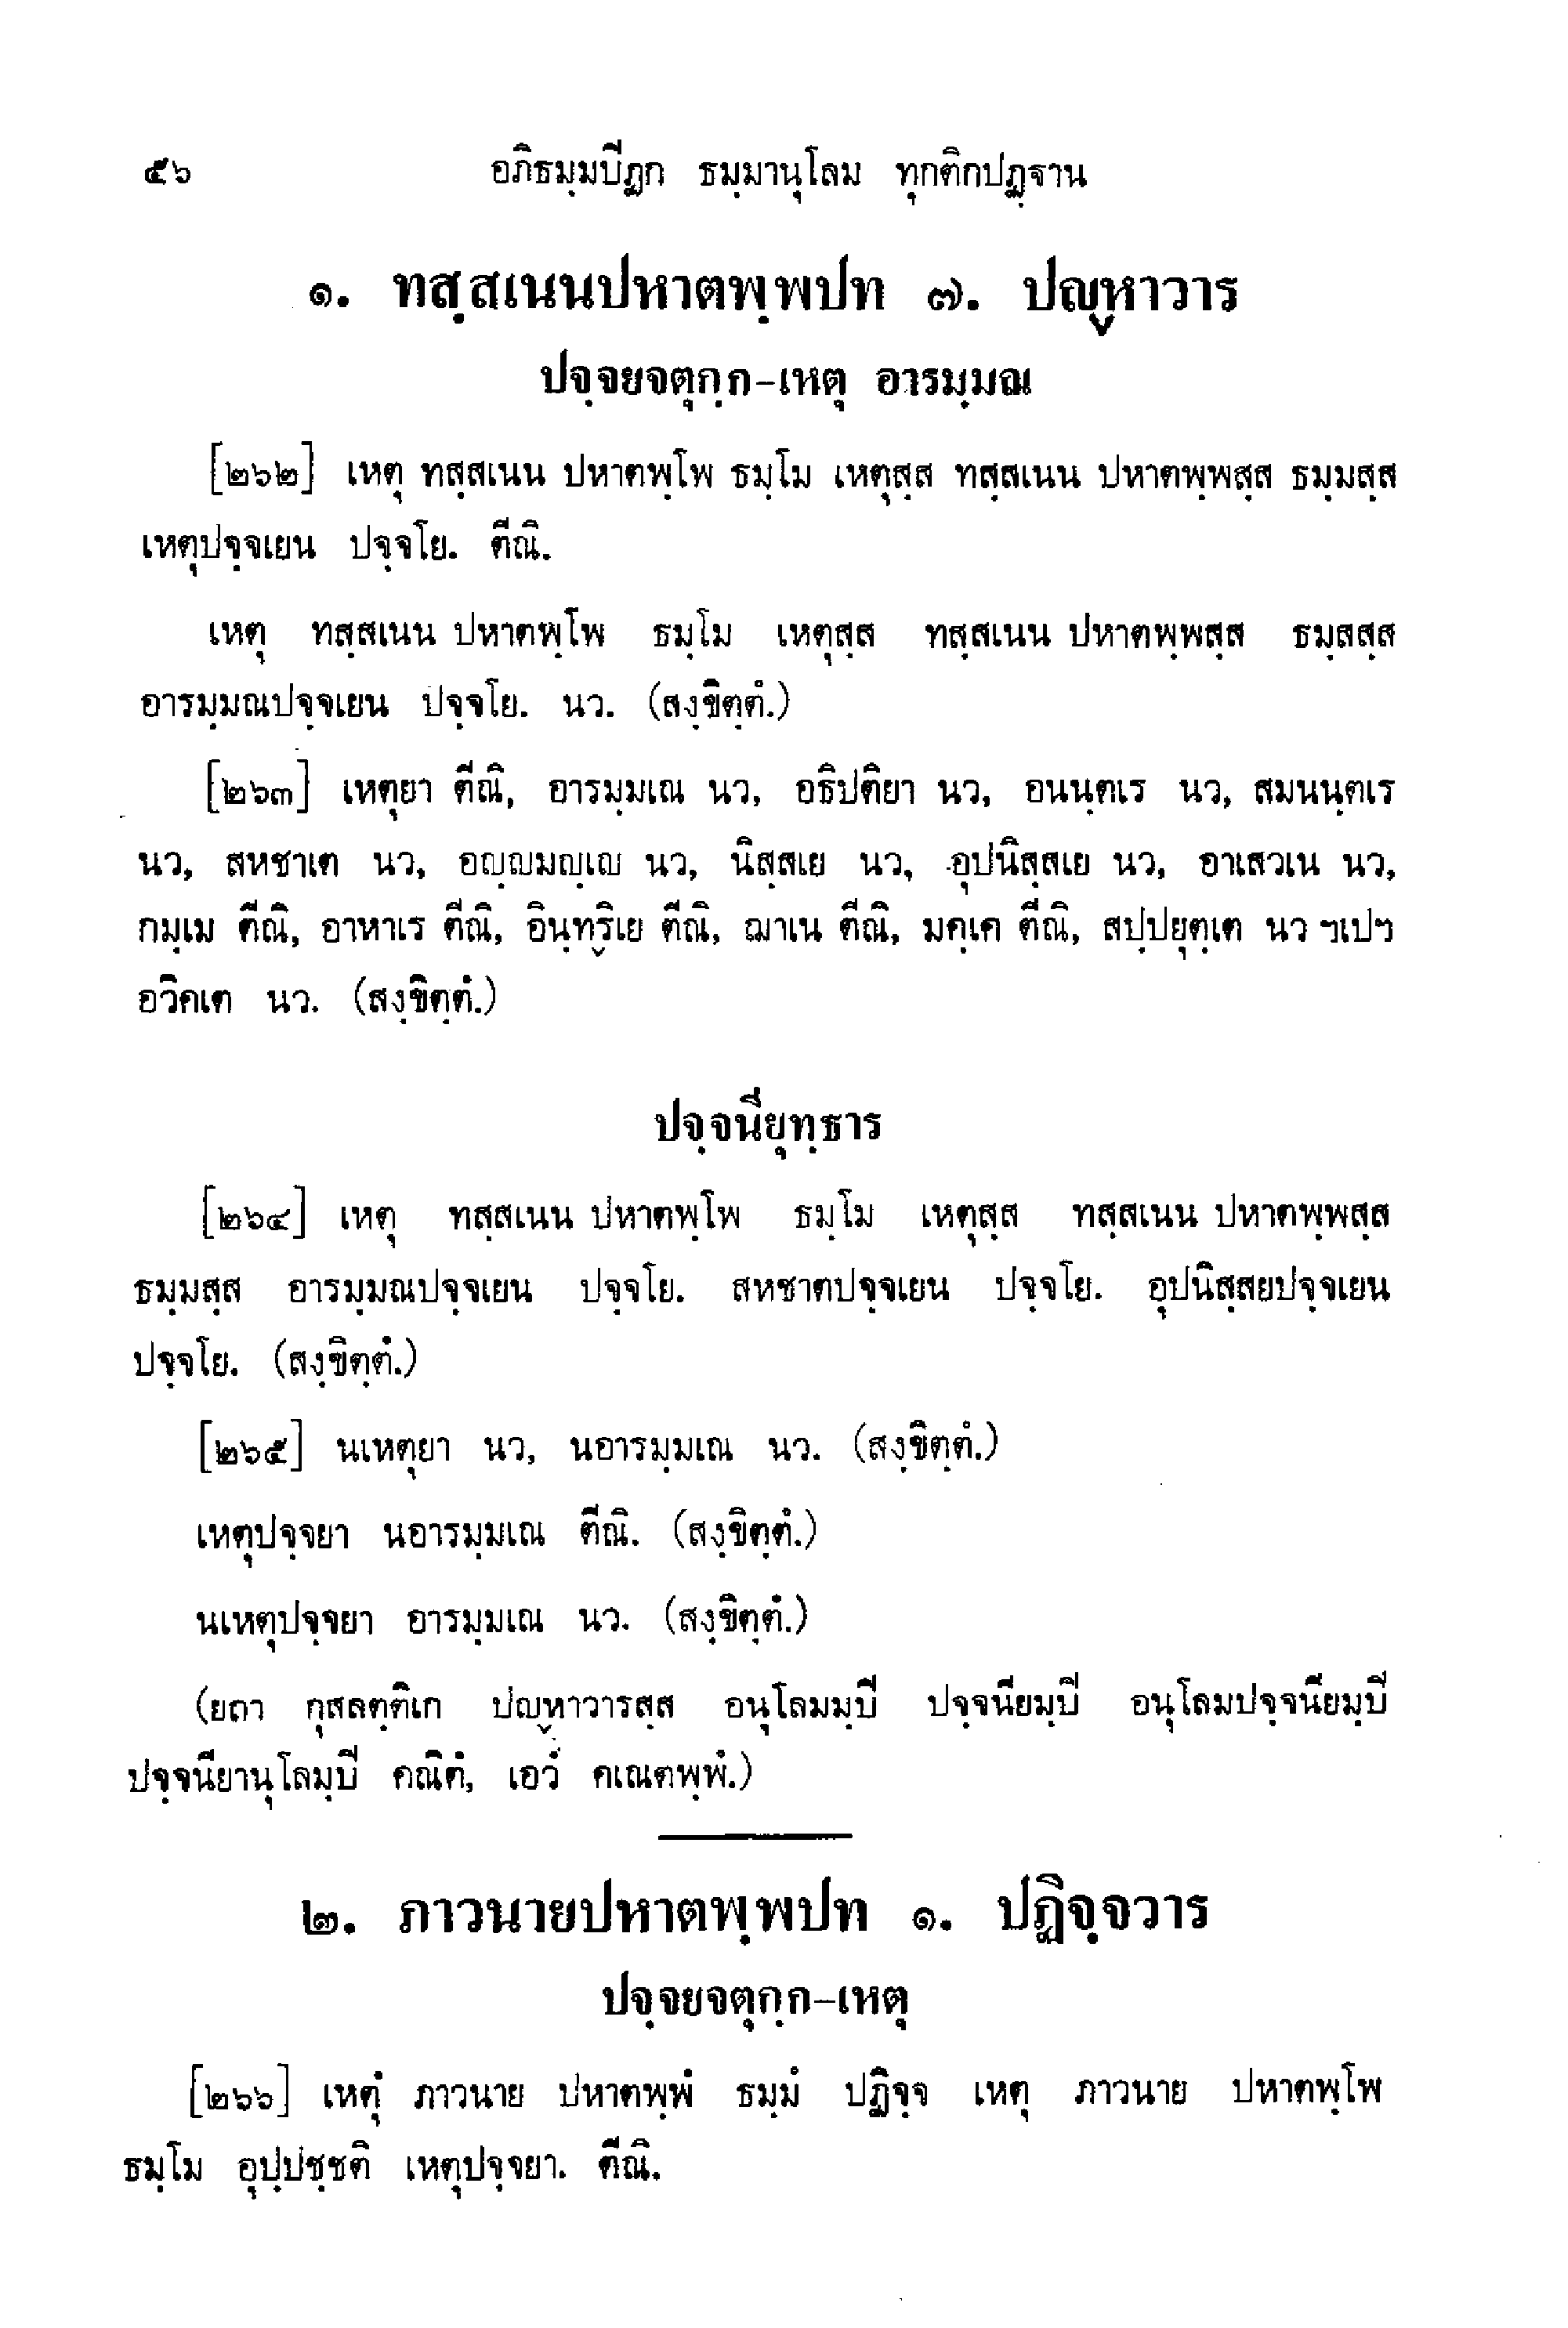 ๕๖ อภิธมฺมปีฏก ธมฺมานุโลม ทุกติกปฏฺฐาน
๑. ทสฺสเนนปหาตพฺพปท ๗. ปญฺหาวาร
ปจฺจยจตุกฺก-เหตุ อารมฺมณ
[๒๖๒] เหตุ ทสฺสเนน ปหาตพฺโพ ธมฺโม เหตุสฺส ทสฺสเนน ปหาตพฺพสฺส ธมฺมสฺส
เหตุปจฺจเยน ปจฺจโย. ตีณิ.
เหตุ ทสฺสเนน ปหาตพฺโพ ธมฺโม เหตุสฺส ทสฺสเนน ปหาตพฺพสฺส ธมฺสสฺส
อารมฺมณปจฺจเยน ปจฺจโย. นว. (สงฺขิตฺตํ.)
[๒๖๓] เหตุยา ตีณิ, อารมฺมเณ นว, อธิปติยา นว, อนนฺตเร นว, สมนนฺตเร
นว, สหชาเต นว, อญฺญมญฺเญ นว, นิสฺสเย นว, อุปนิสฺสเย นว, อาเสวเน นว,
กมฺเม ตีณิ, อาหาเร ตีณิ, อินฺทฺริเย ตีณิ, ฌาเน ตีณิ, มคฺเค ตีณิ, สปฺปยุตฺเต นว ฯเปฯ
อวิคเต นว. (สงฺขิตฺตํ.)
ปจฺจนียุทฺธาร
[๒๖๔] เหตุ ทสฺสเนน ปหาตพฺโพ ธมฺโม เหตุสฺส ทสฺสเนน ปหาตพฺพสฺส
ธมฺมสฺส อารมฺมณปจฺจเยน ปจฺจโย. สหชาตปจฺจเยน ปจฺจโย. อุปนิสฺสยปจฺจเยน
ปจฺจโย. (สงฺขิตฺตํ.)
[๒๖๕] นเหตุยา นว, นอารมฺมเณ นว. (สงฺขิตฺตํ.)
เหตุปจฺจยา นอารมฺมเณ ตีณิ. (สงฺขิตฺตํ.)
นเหตุปจฺจยา อารมฺมเณ นว. (สงฺขิตฺตํ.)
(ยถา กุสลตฺติเก ปญฺหาวารสฺส อนุโลมมฺปี ปจฺจนียมฺปี อนุโลมปจฺจนียมฺปี
ปจฺจนียานุโลมฺปี คณิตํ, เอวํ คเณตพฺพํ.)
๒. ภาวนายปหาตพฺพปท ๑. ปฏิจฺจวาร
ปจฺจยจตุกฺก-เหตุ
[๒๖๖] เหตุํ ภาวนาย ปหาตพฺพํ ธมฺมํ ปฏิจฺจ เหตุ ภาวนาย ปหาตพฺโพ
ธมฺโม อุปฺปชฺชติ เหตุปจฺจยา. ตีณิ.